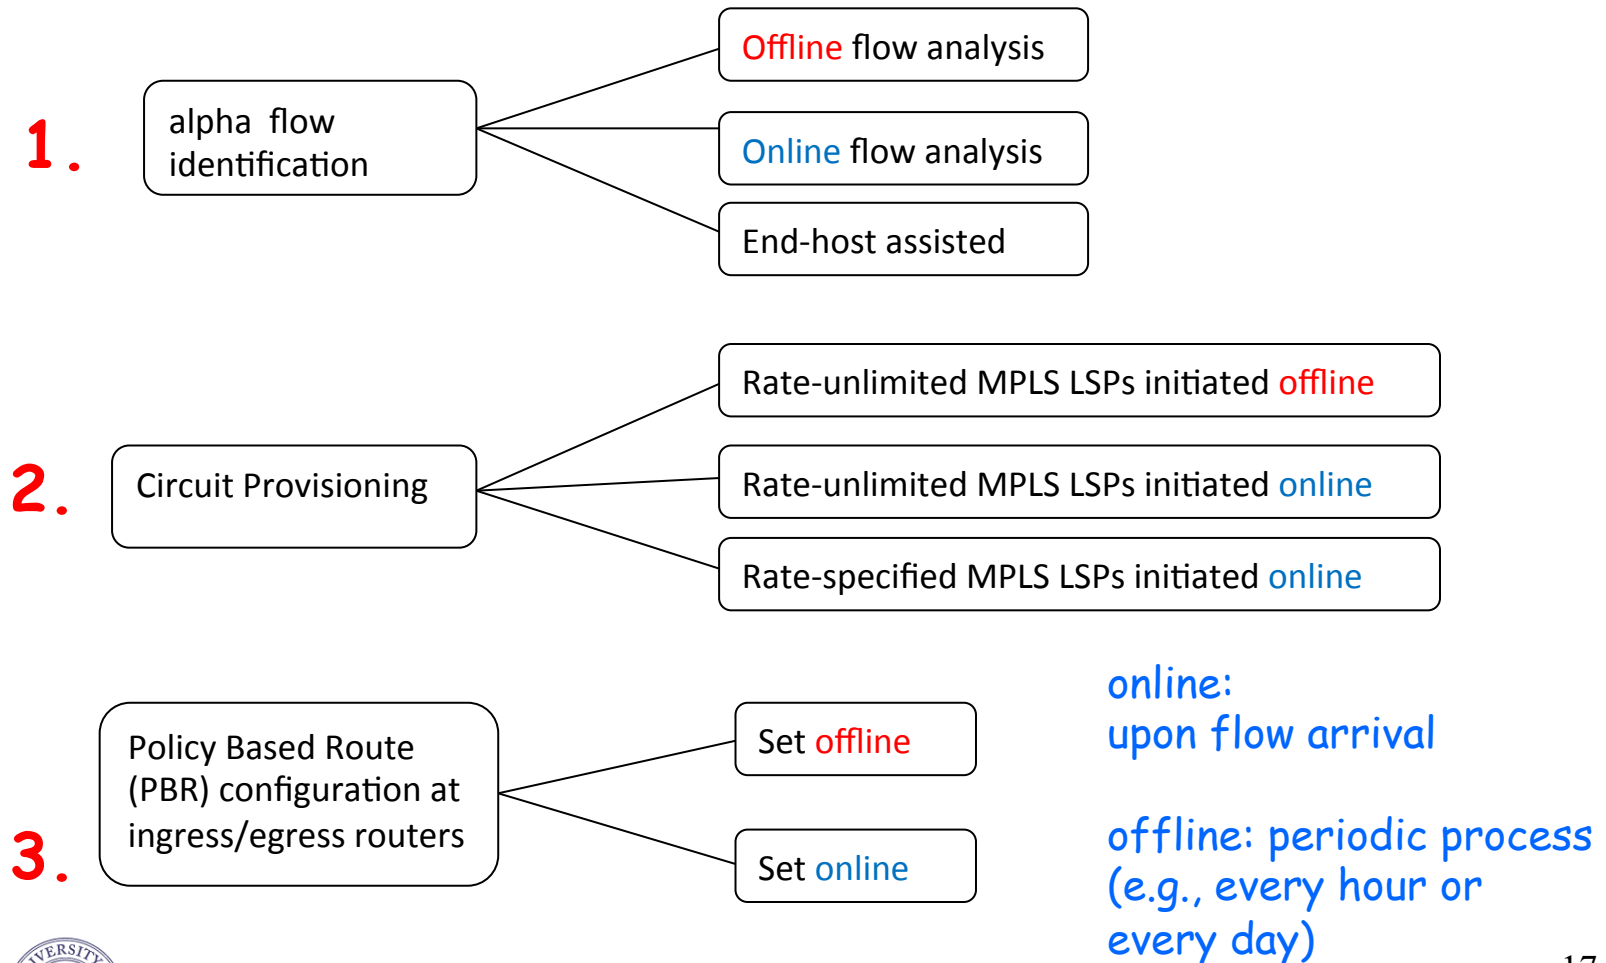 1.
alpha  flow
identification
Offline flow analysis
Online flow analysis
End-host assisted
2.
Circuit Provisioning
Rate-unlimited MPLS LSPs initiated offline
Rate-unlimited MPLS LSPs initiated online
Rate-specified MPLS LSPs initiated online
3.
Policy Based Route
(PBR) configuration at
ingress/egress routers
Set offline
Set online
online:
upon flow arrival
offline: periodic process
(e.g., every hour or
every day)
17